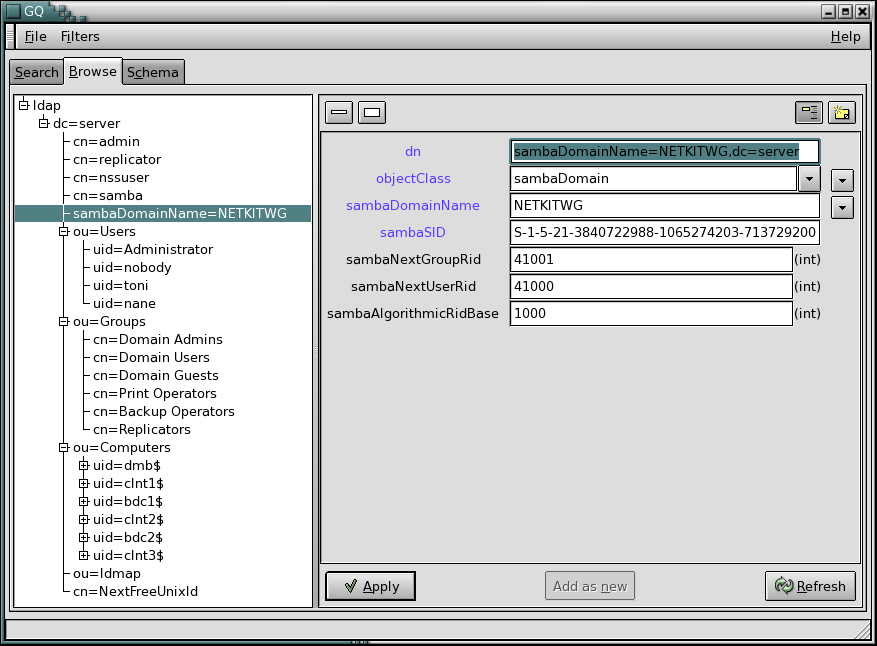 GQ
File Filters Help
Search Browse Schema
ldap
dc=server
cn=admin
cn=replicator
cn=nssuser
cn=samba
sambaDomainName=NETKITWG
ou=Users
uid=Administrator
uid=nobody
uid=toni
uid=nane
ou=Groups
cn=Domain Admins
cn=Domain Users
cn=Domain Guests
cn=Print Operators
cn=Backup Operators
cn=Replicators
ou=Computers
uid=dmb$
uid=clnt1$
uid=bdc1$
uid=clnt2$
uid=bdc2$
uid=clnt3$
ou=Idmap
cn=NextFreeUnixId
dn sambaDomainName=NETKITWG,dc=server
objectClass sambaDomain
sambaDomainName NETKITWG
sambaSID S-1-5-21-3840722988-1065274203-713729200
sambaNextGroupRid 41001 (int)
sambaNextUserRid 41000 (int)
sambaAlgorithmicRidBase 1000 (int)
Apply Add as new Refresh